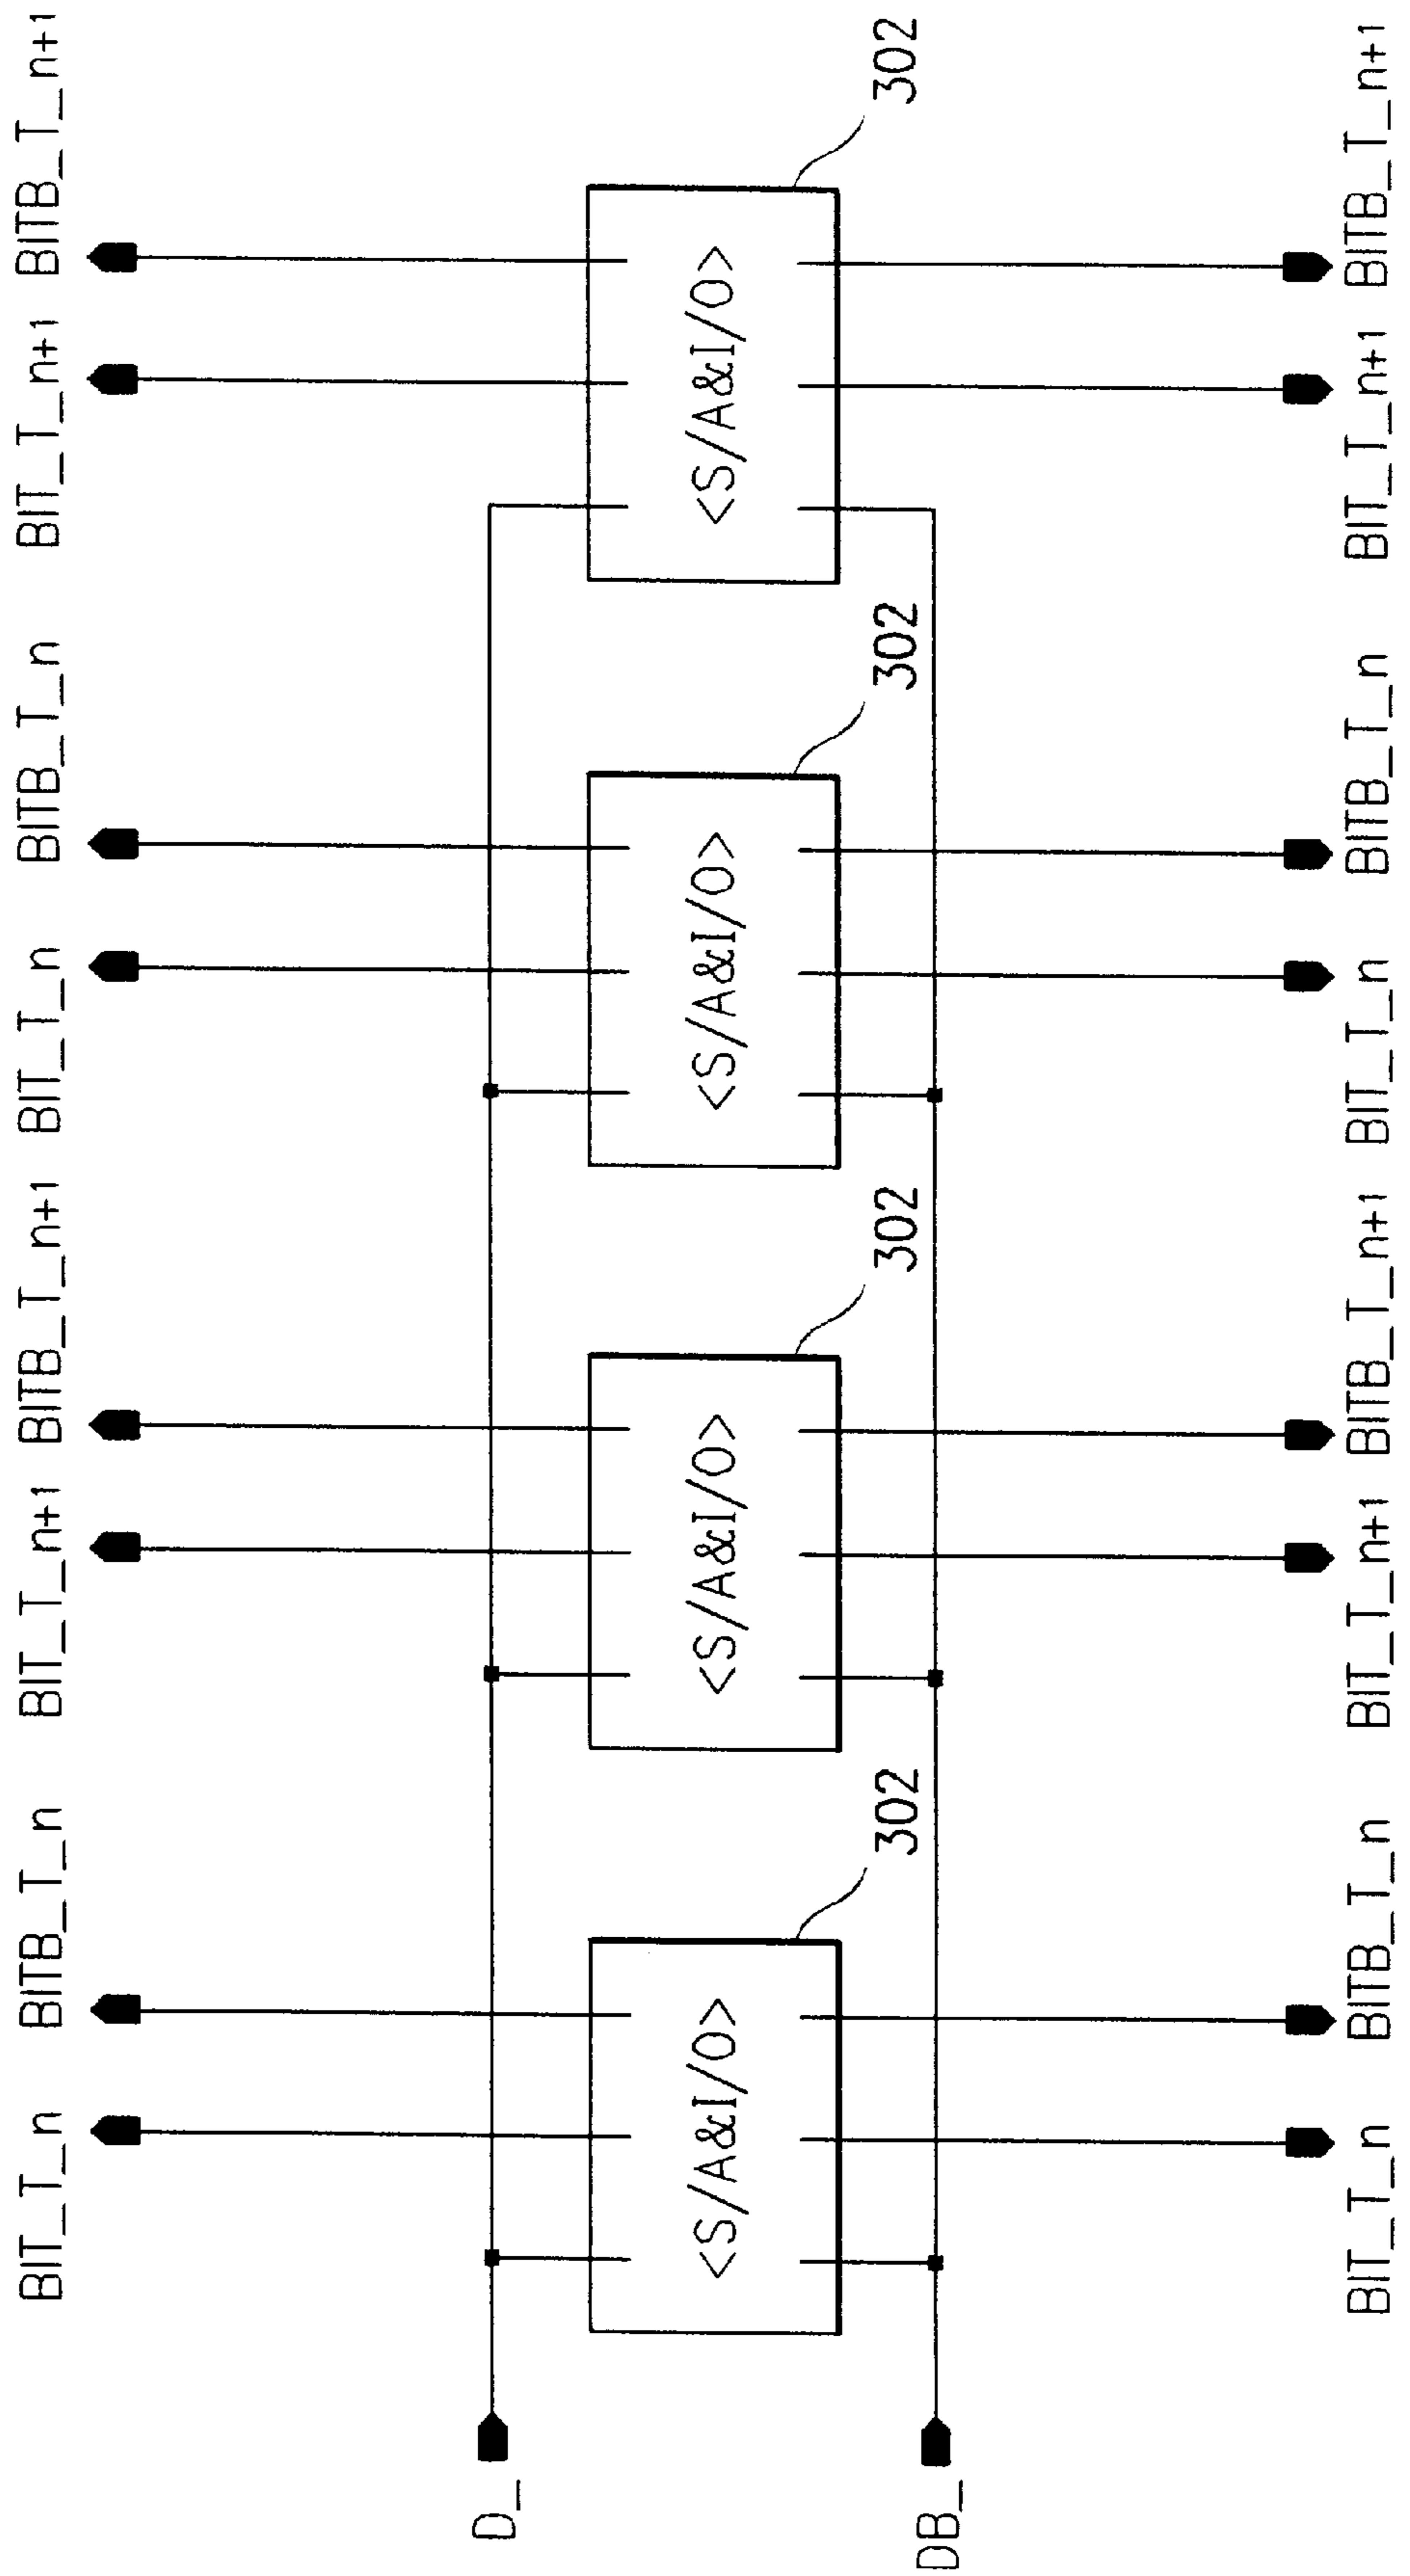 BIT_T_n
BITB_T_n
BIT_T_n+1
BITB_T_n+1
BIT_T_n
BITB_T_n
BIT_T_n+1
BITB_T_n+1
D_
<S/A&I/O>
<S/A&I/O>
<S/A&I/O>
<S/A&I/O>
302
302
302
302
DB_
BIT_T_n
BITB_T_n
BIT_T_n+1
BITB_T_n+1
BIT_T_n
BITB_T_n
BIT_T_n+1
BITB_T_n+1